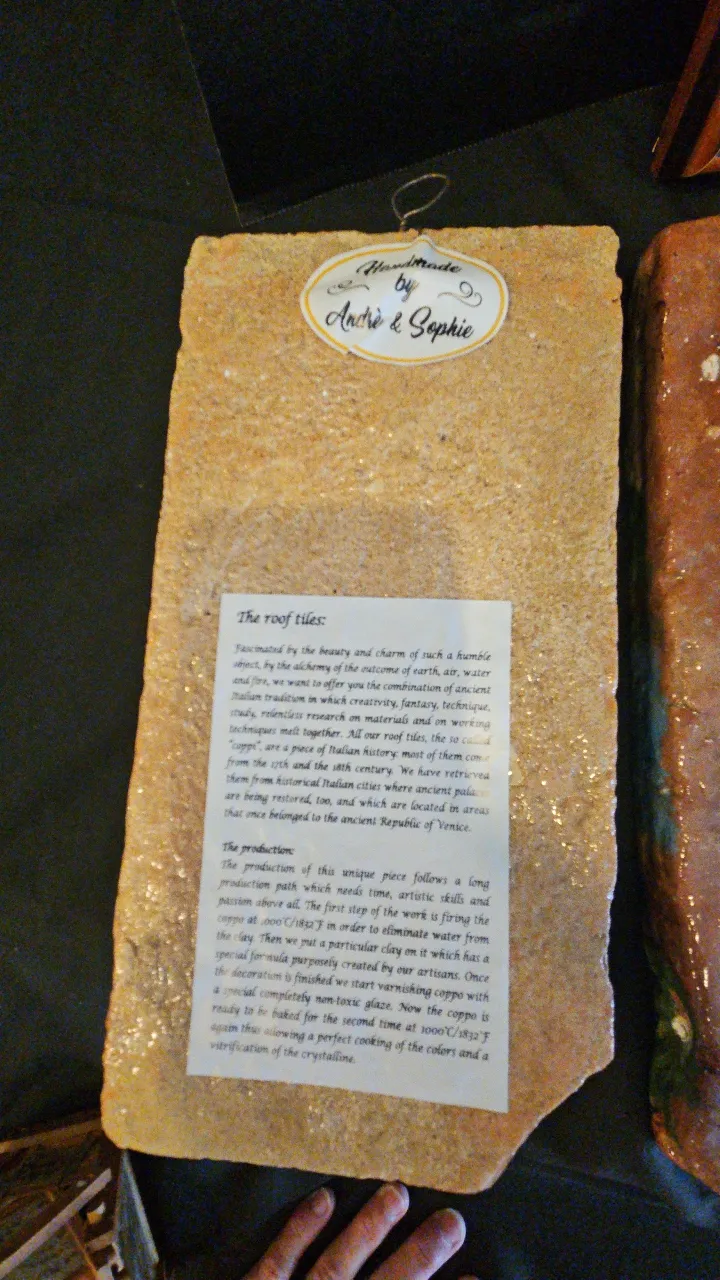 Handmade
by
Andrè & Sophie
The roof tiles:
Fascinated by the beauty and charm of such a humble
object, by the alchemy of the outcome of earth, air, water
and fire, we want to offer you the combination of ancient
Italian tradition in which creativity, fantasy, technique,
study, relentless research on materials and on working
techniques melt together. All our roof tiles, the so called
"coppi", are a piece of Italian history: most of them come
from the 17th and the 18th century. We have retrieved
them from historical Italian cities where ancient palaces
are being restored, too, and which are located in areas
that once belonged to the ancient Republic of Venice.
The production:
The production of this unique piece follows a long
production path which needs time, artistic skills and
passion above all. The first step of the work is firing the
coppo at 1000°C/1832°F in order to eliminate water from
the clay. Then we put a particular clay on it which has a
special formula purposely created by our artisans. Once
the decoration is finished we start varnishing coppo with
a special completely non-toxic glaze. Now the coppo is
ready to be baked for the second time at 1000°C/1832°F
again thus allowing a perfect cooking of the colors and a
vitrification of the crystalline.